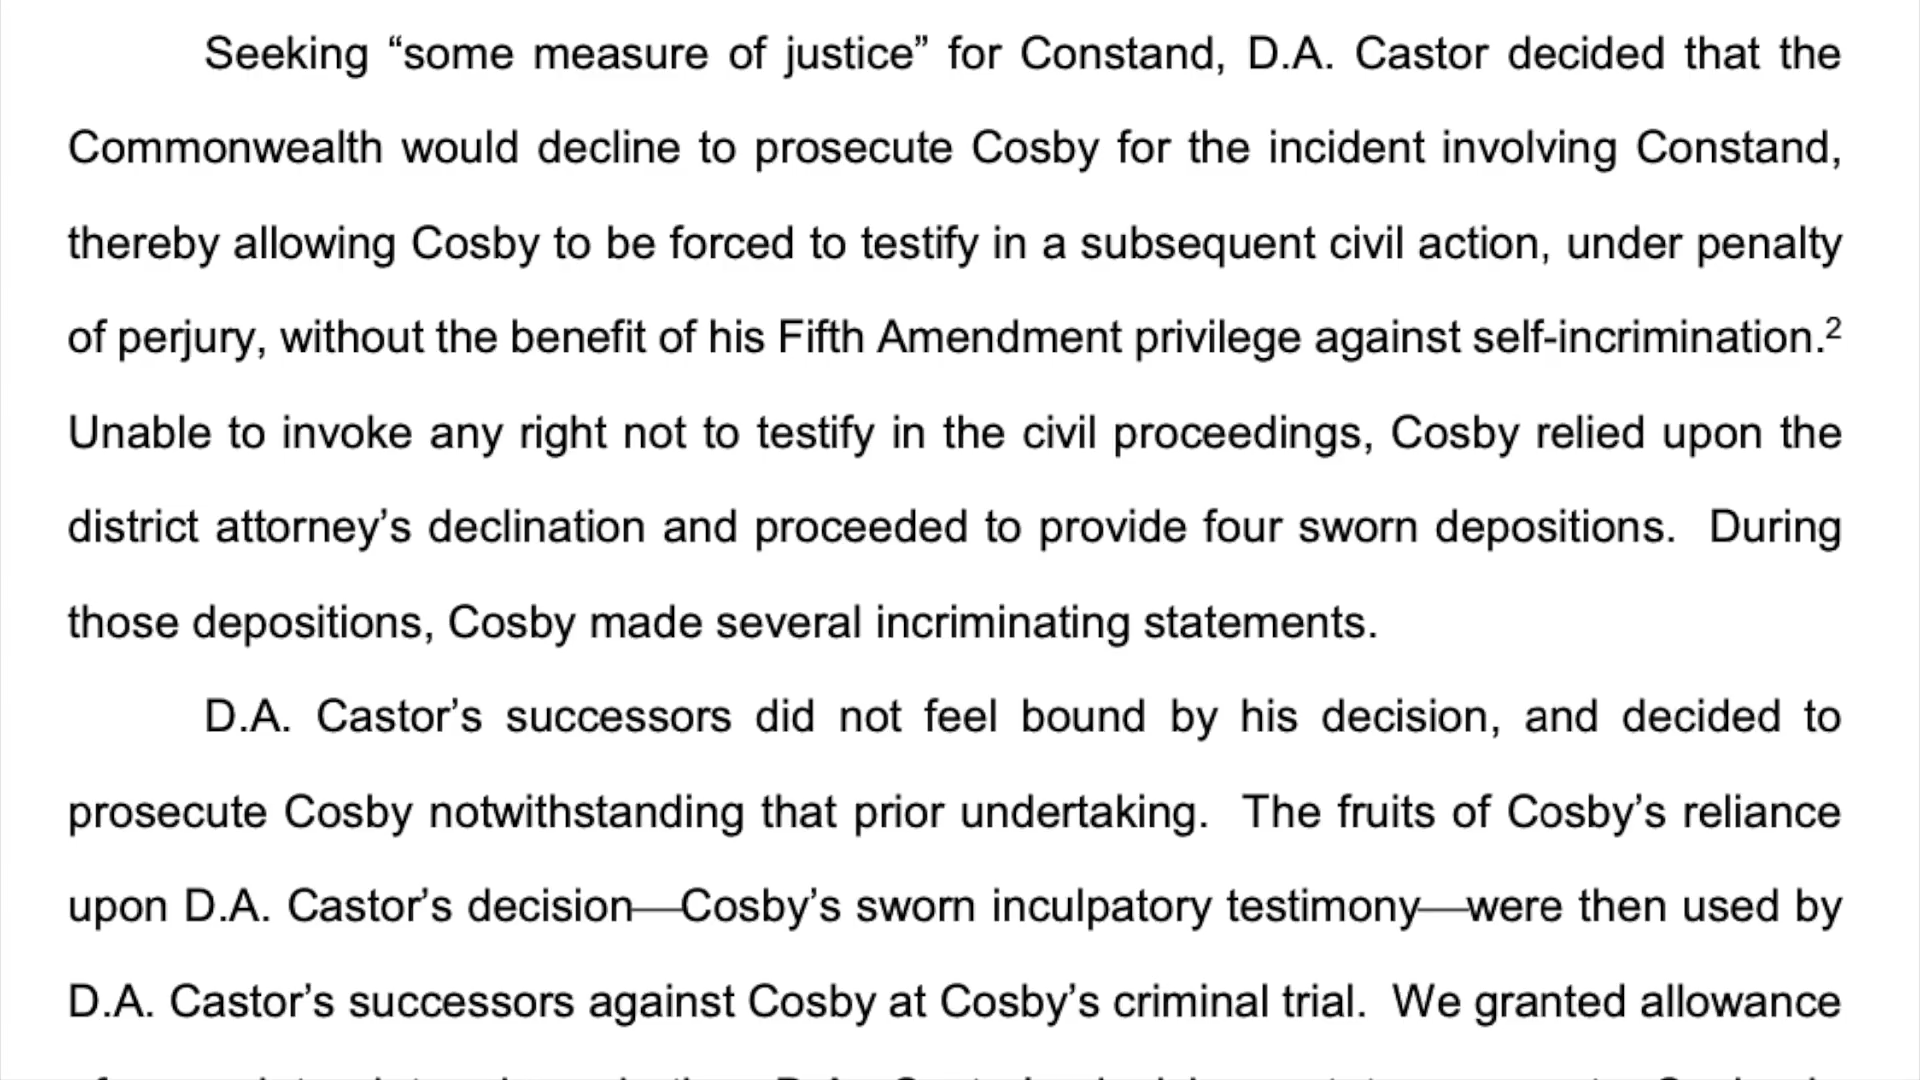 Seeking “some measure of justice” for Constand, D.A. Castor decided that the
Commonwealth would decline to prosecute Cosby for the incident involving Constand,
thereby allowing Cosby to be forced to testify in a subsequent civil action, under penalty
of perjury, without the benefit of his Fifth Amendment privilege against self-incrimination.²
Unable to invoke any right not to testify in the civil proceedings, Cosby relied upon the
district attorney’s declination and proceeded to provide four sworn depositions.  During
those depositions, Cosby made several incriminating statements.
D.A. Castor’s successors did not feel bound by his decision, and decided to
prosecute Cosby notwithstanding that prior undertaking.  The fruits of Cosby’s reliance
upon D.A. Castor’s decision—Cosby’s sworn inculpatory testimony—were then used by
D.A. Castor’s successors against Cosby at Cosby’s criminal trial.  We granted allowance